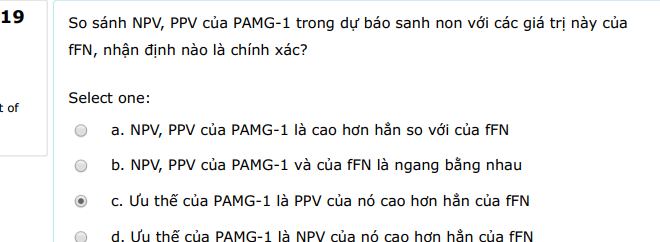 19
So sánh NPV, PPV của PAMG-1 trong dự báo sanh non với các giá trị này của
fFN, nhận định nào là chính xác?
Select one:
t of
a. NPV, PPV của PAMG-1 là cao hơn hẳn so với của fFN
b. NPV, PPV của PAMG-1 và của fFN là ngang bằng nhau
c. Ưu thế của PAMG-1 là PPV của nó cao hơn hẳn của fFN
d. Ưu thế của PAMG-1 là NPV của nó cao hơn hẳn của fFN